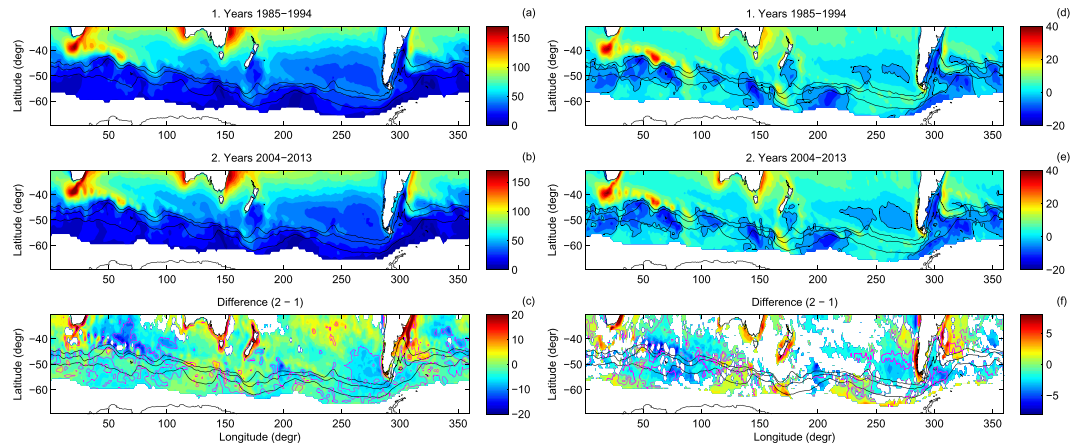 1. Years 1985−1994 (a)
Latitude (degr)
−40
−50
−60
50 100 150 200 250 300 350
150
100
50
0
1. Years 1985−1994 (d)
Latitude (degr)
−40
−50
−60
50 100 150 200 250 300 350
40
20
0
−20
2. Years 2004−2013 (b)
Latitude (degr)
−40
−50
−60
50 100 150 200 250 300 350
150
100
50
0
2. Years 2004−2013 (e)
Latitude (degr)
−40
−50
−60
50 100 150 200 250 300 350
40
20
0
−20
Difference (2 − 1) (c)
Latitude (degr)
−40
−50
−60
50 100 150 200 250 300 350
Longitude (degr)
20
10
0
−10
−20
Difference (2 − 1) (f)
Latitude (degr)
−40
−50
−60
50 100 150 200 250 300 350
Longitude (degr)
5
0
−5